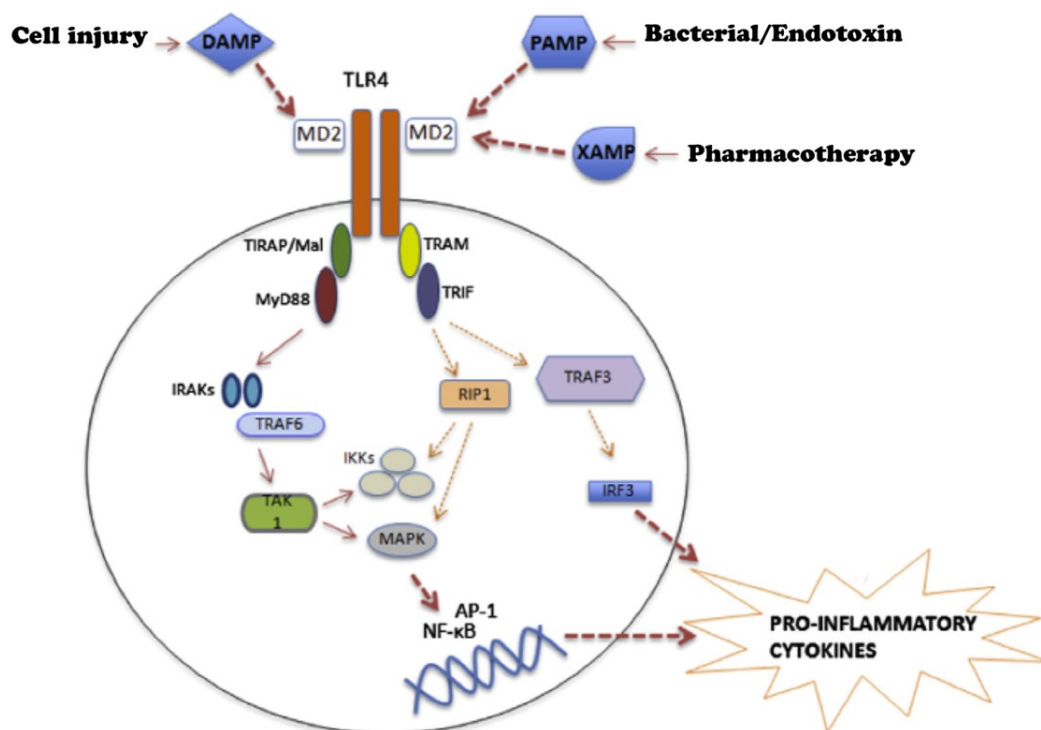 Cell injury
DAMP
PAMP
Bacterial/Endotoxin
TLR4
MD2
MD2
XAMP
Pharmacotherapy
TIRAP/Mal
TRAM
MyD88
TRIF
IRAKs
TRAF6
RIP1
TRAF3
IKKs
TAK
1
IRF3
MAPK
AP-1
NF-κB
PRO-INFLAMMATORY
CYTOKINES